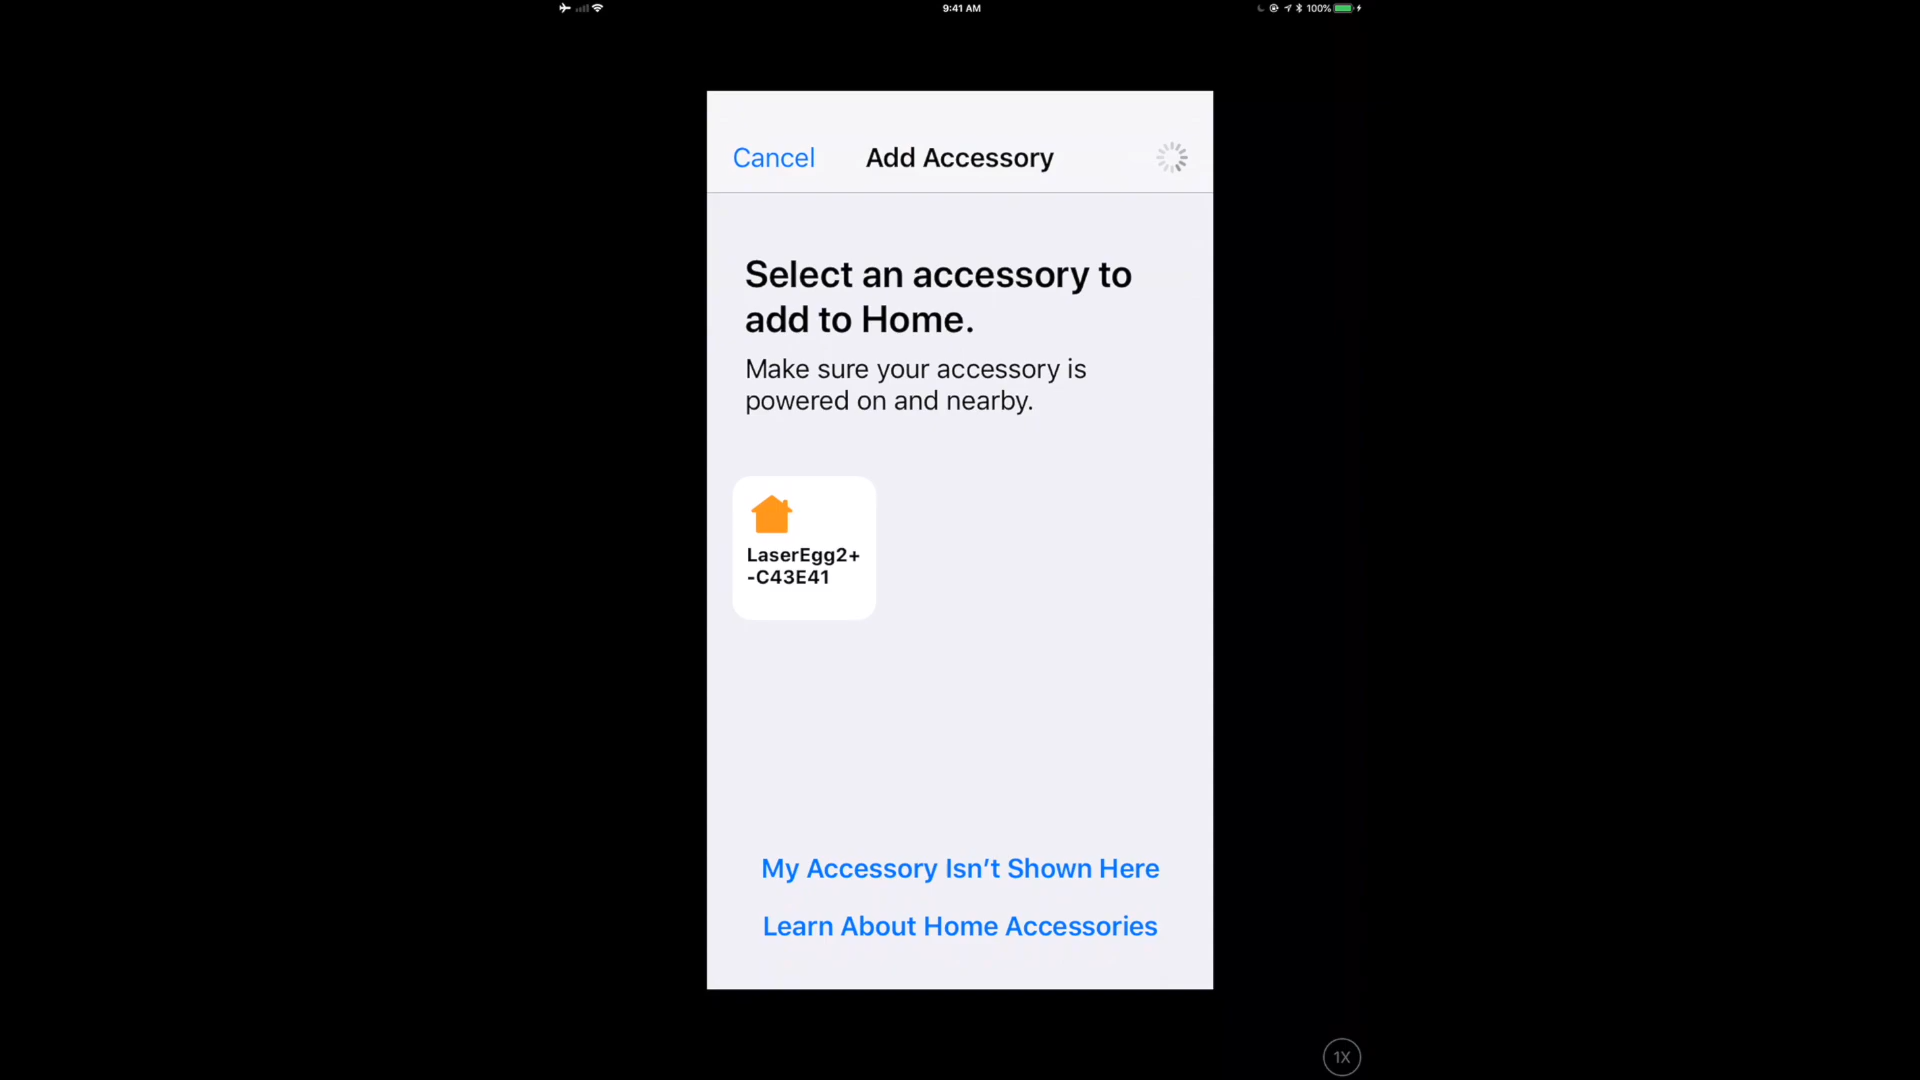 9:41 AM
100%
Cancel
Add Accessory
Select an accessory to
add to Home.
Make sure your accessory is
powered on and nearby.
LaserEgg2+
-C43E41
My Accessory Isn’t Shown Here
Learn About Home Accessories
1X